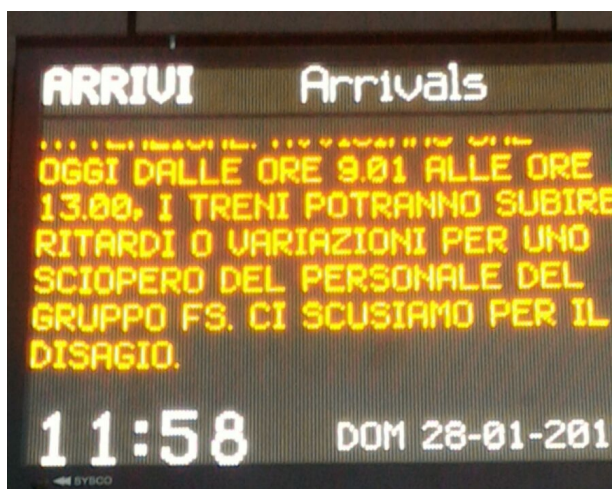 ARRIVI Arrivals
OGGI DALLE ORE 9.01 ALLE ORE
13.00, I TRENI POTRANNO SUBIRE
RITARDI O VARIAZIONI PER UNO
SCIOPERO DEL PERSONALE DEL
GRUPPO FS. CI SCUSIAMO PER IL
DISAGIO.
11:58 DOM 28-01-201
SYSCO